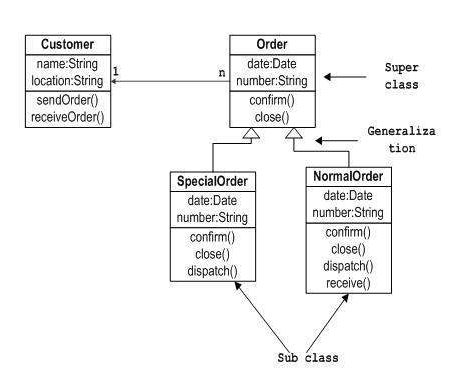 Customer
name:String
location:String
sendOrder()
receiveOrder()
1
n
Order
date:Date
number:String
confirm()
close()
Super
class
Generaliza
tion
SpecialOrder
date:Date
number:String
confirm()
close()
dispatch()
NormalOrder
date:Date
number:String
confirm()
close()
dispatch()
receive()
Sub class